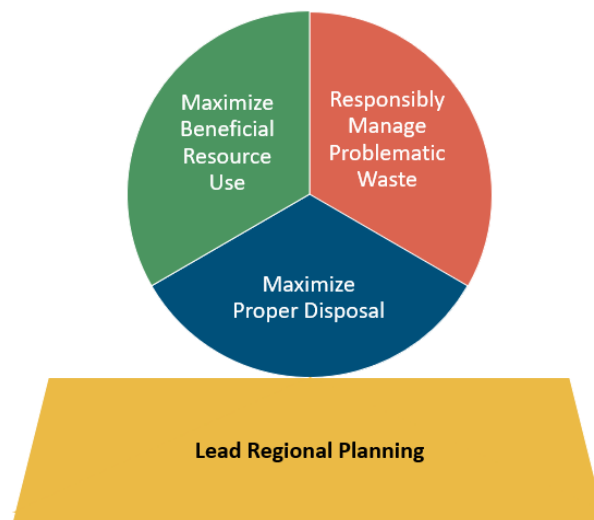 Maximize
Beneficial
Resource
Use
Responsibly
Manage
Problematic
Waste
Maximize
Proper Disposal
Lead Regional Planning